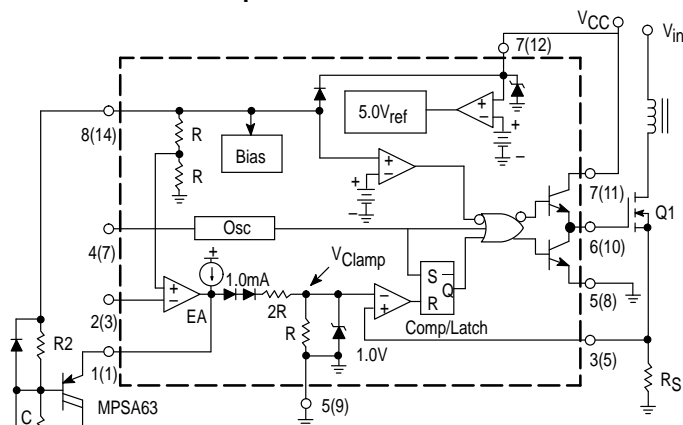 VCC
Vin
7(12)
5.0Vref
+
−
+
−
8(14)
R
Bias
R
+
−
+
−
7(11)
Q1
Osc
4(7)
6(10)
+
VClamp
1.0mA
S
Q
R
5(8)
+
−
2R
−
+
2(3)
EA
R
Comp/Latch
1.0V
3(5)
R2
1(1)
5(9)
RS
C
MPSA63